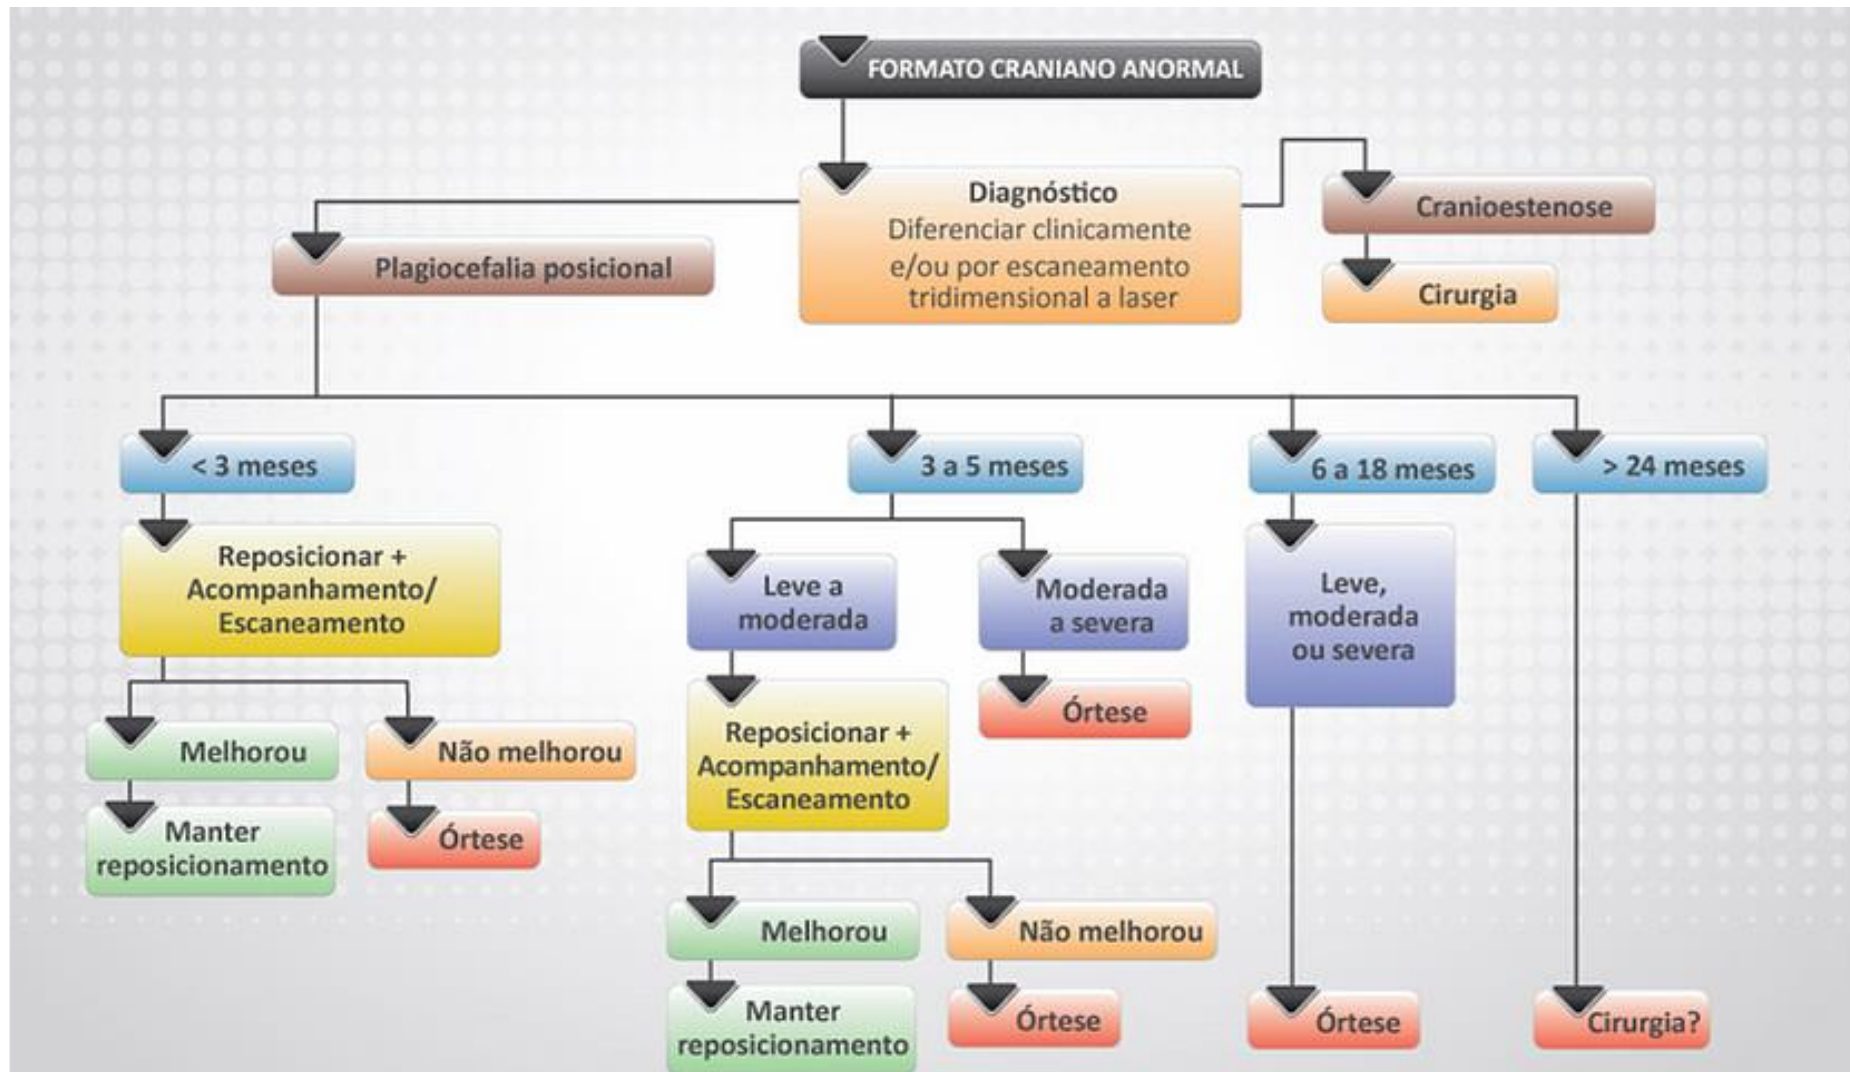 FORMATO CRANIANO ANORMAL
Diagnóstico
Diferenciar clinicamente
e/ou por escaneamento
tridimensional a laser
Cranioestenose
Cirurgia
Plagiocefalia posicional
< 3 meses
Reposicionar +
Acompanhamento/
Escaneamento
Melhorou
Manter
reposicionamento
Não melhorou
Órtese
3 a 5 meses
Leve a
moderada
Reposicionar +
Acompanhamento/
Escaneamento
Melhorou
Manter
reposicionamento
Não melhorou
Órtese
Moderada
a severa
Órtese
6 a 18 meses
Leve,
moderada
ou severa
Órtese
> 24 meses
Cirurgia?